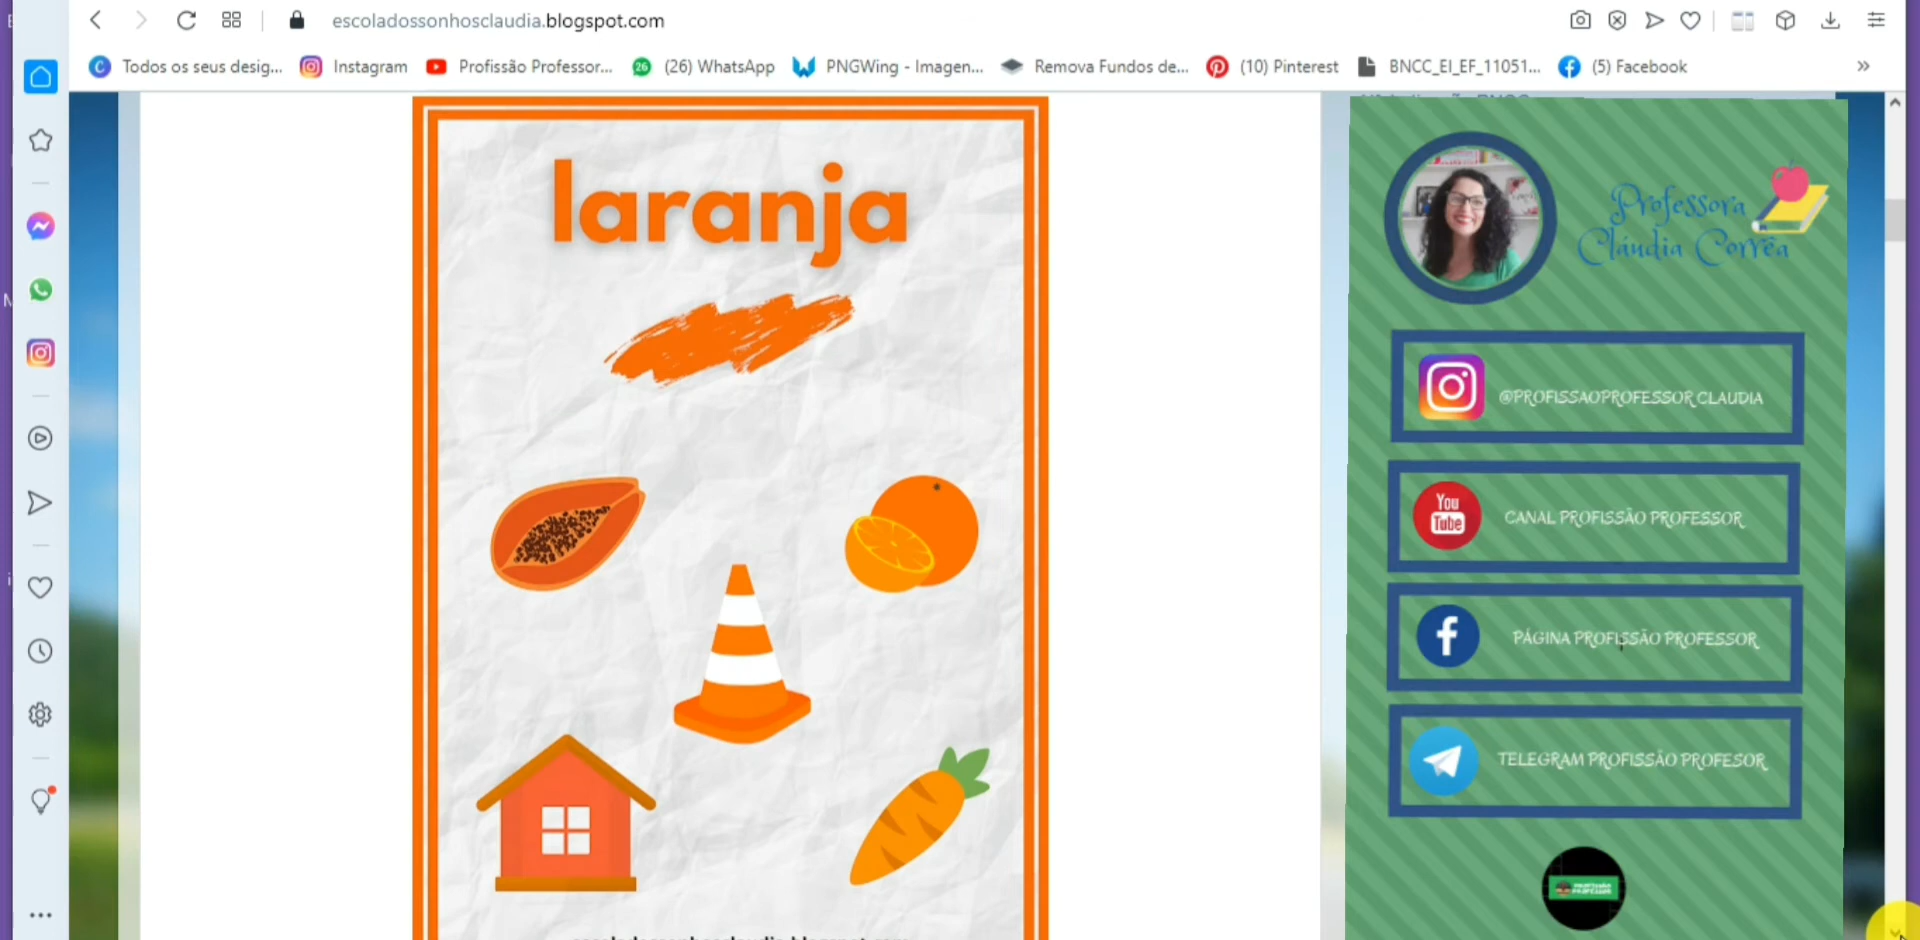 escoladossonhosclaudia.blogspot.com
Todos os seus desig...
Instagram
Profissão Professor...
26
(26) WhatsApp
PNGWing - Imagen...
Remova Fundos de...
(10) Pinterest
BNCC_EI_EF_11051...
(5) Facebook
»
laranja
Professora
Cláudia Corrêa
@PROFISSAOPROFESSOR.CLAUDIA
You
Tube
CANAL PROFISSÃO PROFESSOR
PÁGINA PROFISSÃO PROFESSOR
TELEGRAM PROFISSÃO PROFESOR